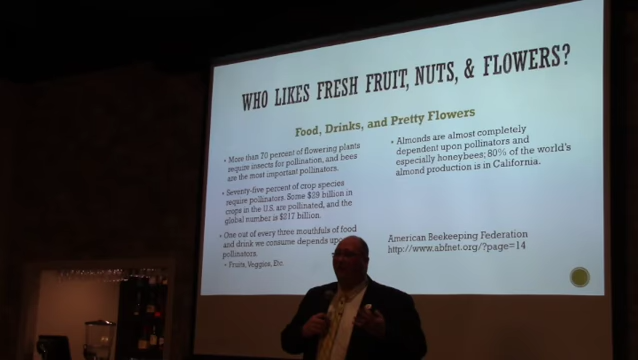 WHO LIKES FRESH FRUIT, NUTS, & FLOWERS?
Food, Drinks, and Pretty Flowers
• More than 70 percent of flowering plants
require insects for pollination, and bees
are the most important pollinators.
• Seventy-five percent of crop species
require pollinators. Some $29 billion in
crops in the U.S. are pollinated, and the
global number is $217 billion.
• One out of every three mouthfuls of food
and drink we consume depends upon
pollinators.
• Fruits, Veggies, Etc.
• Almonds are almost completely
dependent upon pollinators and
especially honeybees; 80% of the world's
almond production is in California.
American Beekeeping Federation
http://www.abfnet.org/?page=14